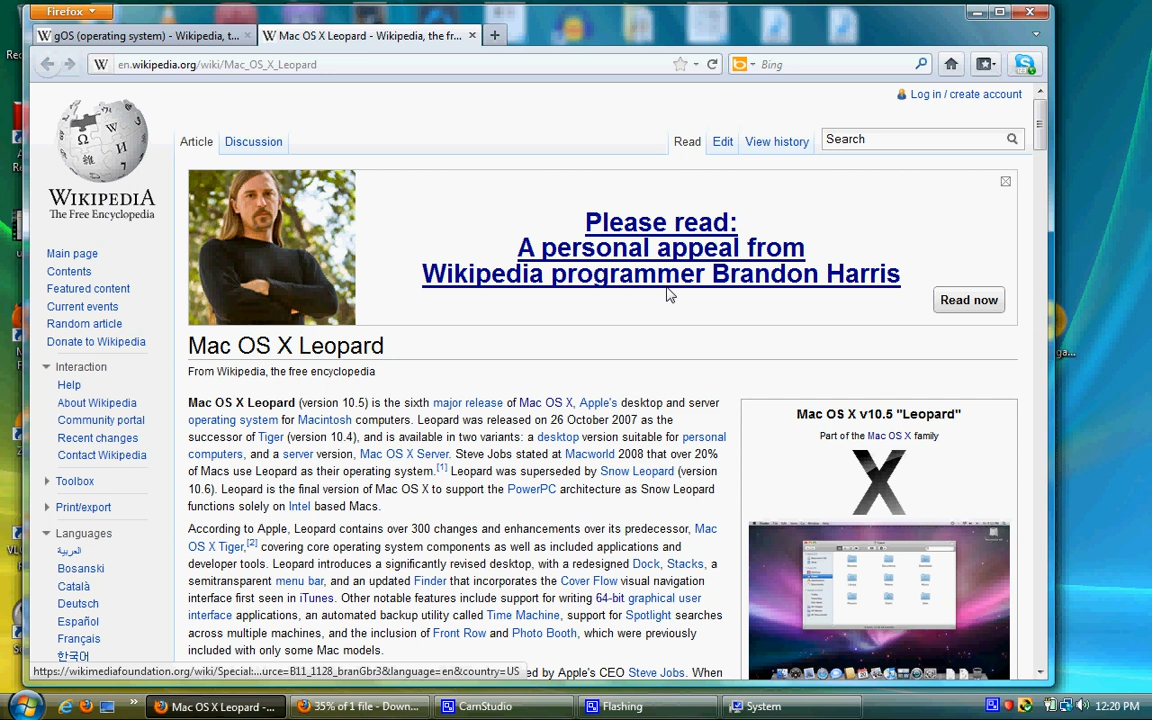 Firefox
gOS (operating system) - Wikipedia, t...
Mac OS X Leopard - Wikipedia, the fr...
en.wikipedia.org/wiki/Mac_OS_X_Leopard
Bing
Log in / create account
Article
Discussion
Read
Edit
View history
Search
WIKIPEDIA
The Free Encyclopedia
Please read:
A personal appeal from
Wikipedia programmer Brandon Harris
Read now
Main page
Contents
Featured content
Current events
Random article
Donate to Wikipedia
Interaction
Help
About Wikipedia
Community portal
Recent changes
Contact Wikipedia
Toolbox
Print/export
Languages
العربية
Bosanski
Català
Deutsch
Español
Français
한국어
Mac OS X Leopard
From Wikipedia, the free encyclopedia
Mac OS X Leopard (version 10.5) is the sixth major release of Mac OS X, Apple's desktop and server
operating system for Macintosh computers. Leopard was released on 26 October 2007 as the
successor of Tiger (version 10.4), and is available in two variants: a desktop version suitable for personal
computers, and a server version, Mac OS X Server. Steve Jobs stated at Macworld 2008 that over 20%
of Macs use Leopard as their operating system.[1] Leopard was superseded by Snow Leopard (version
10.6). Leopard is the final version of Mac OS X to support the PowerPC architecture as Snow Leopard
functions solely on Intel based Macs.
According to Apple, Leopard contains over 300 changes and enhancements over its predecessor, Mac
OS X Tiger,[2] covering core operating system components as well as included applications and
developer tools. Leopard introduces a significantly revised desktop, with a redesigned Dock, Stacks, a
semitransparent menu bar, and an updated Finder that incorporates the Cover Flow visual navigation
interface first seen in iTunes. Other notable features include support for writing 64-bit graphical user
interface applications, an automated backup utility called Time Machine, support for Spotlight searches
across multiple machines, and the inclusion of Front Row and Photo Booth, which were previously
included with only some Mac models.
ed by Apple's CEO Steve Jobs. When
Mac OS X v10.5 "Leopard"
Part of the Mac OS X family
https://wikimediafoundation.org/wiki/Special:...urce=B11_1128_branGbr3&language=en&country=US
Mac OS X Leopard -...
35% of 1 file - Down...
CamStudio
Flashing
System
12:20 PM